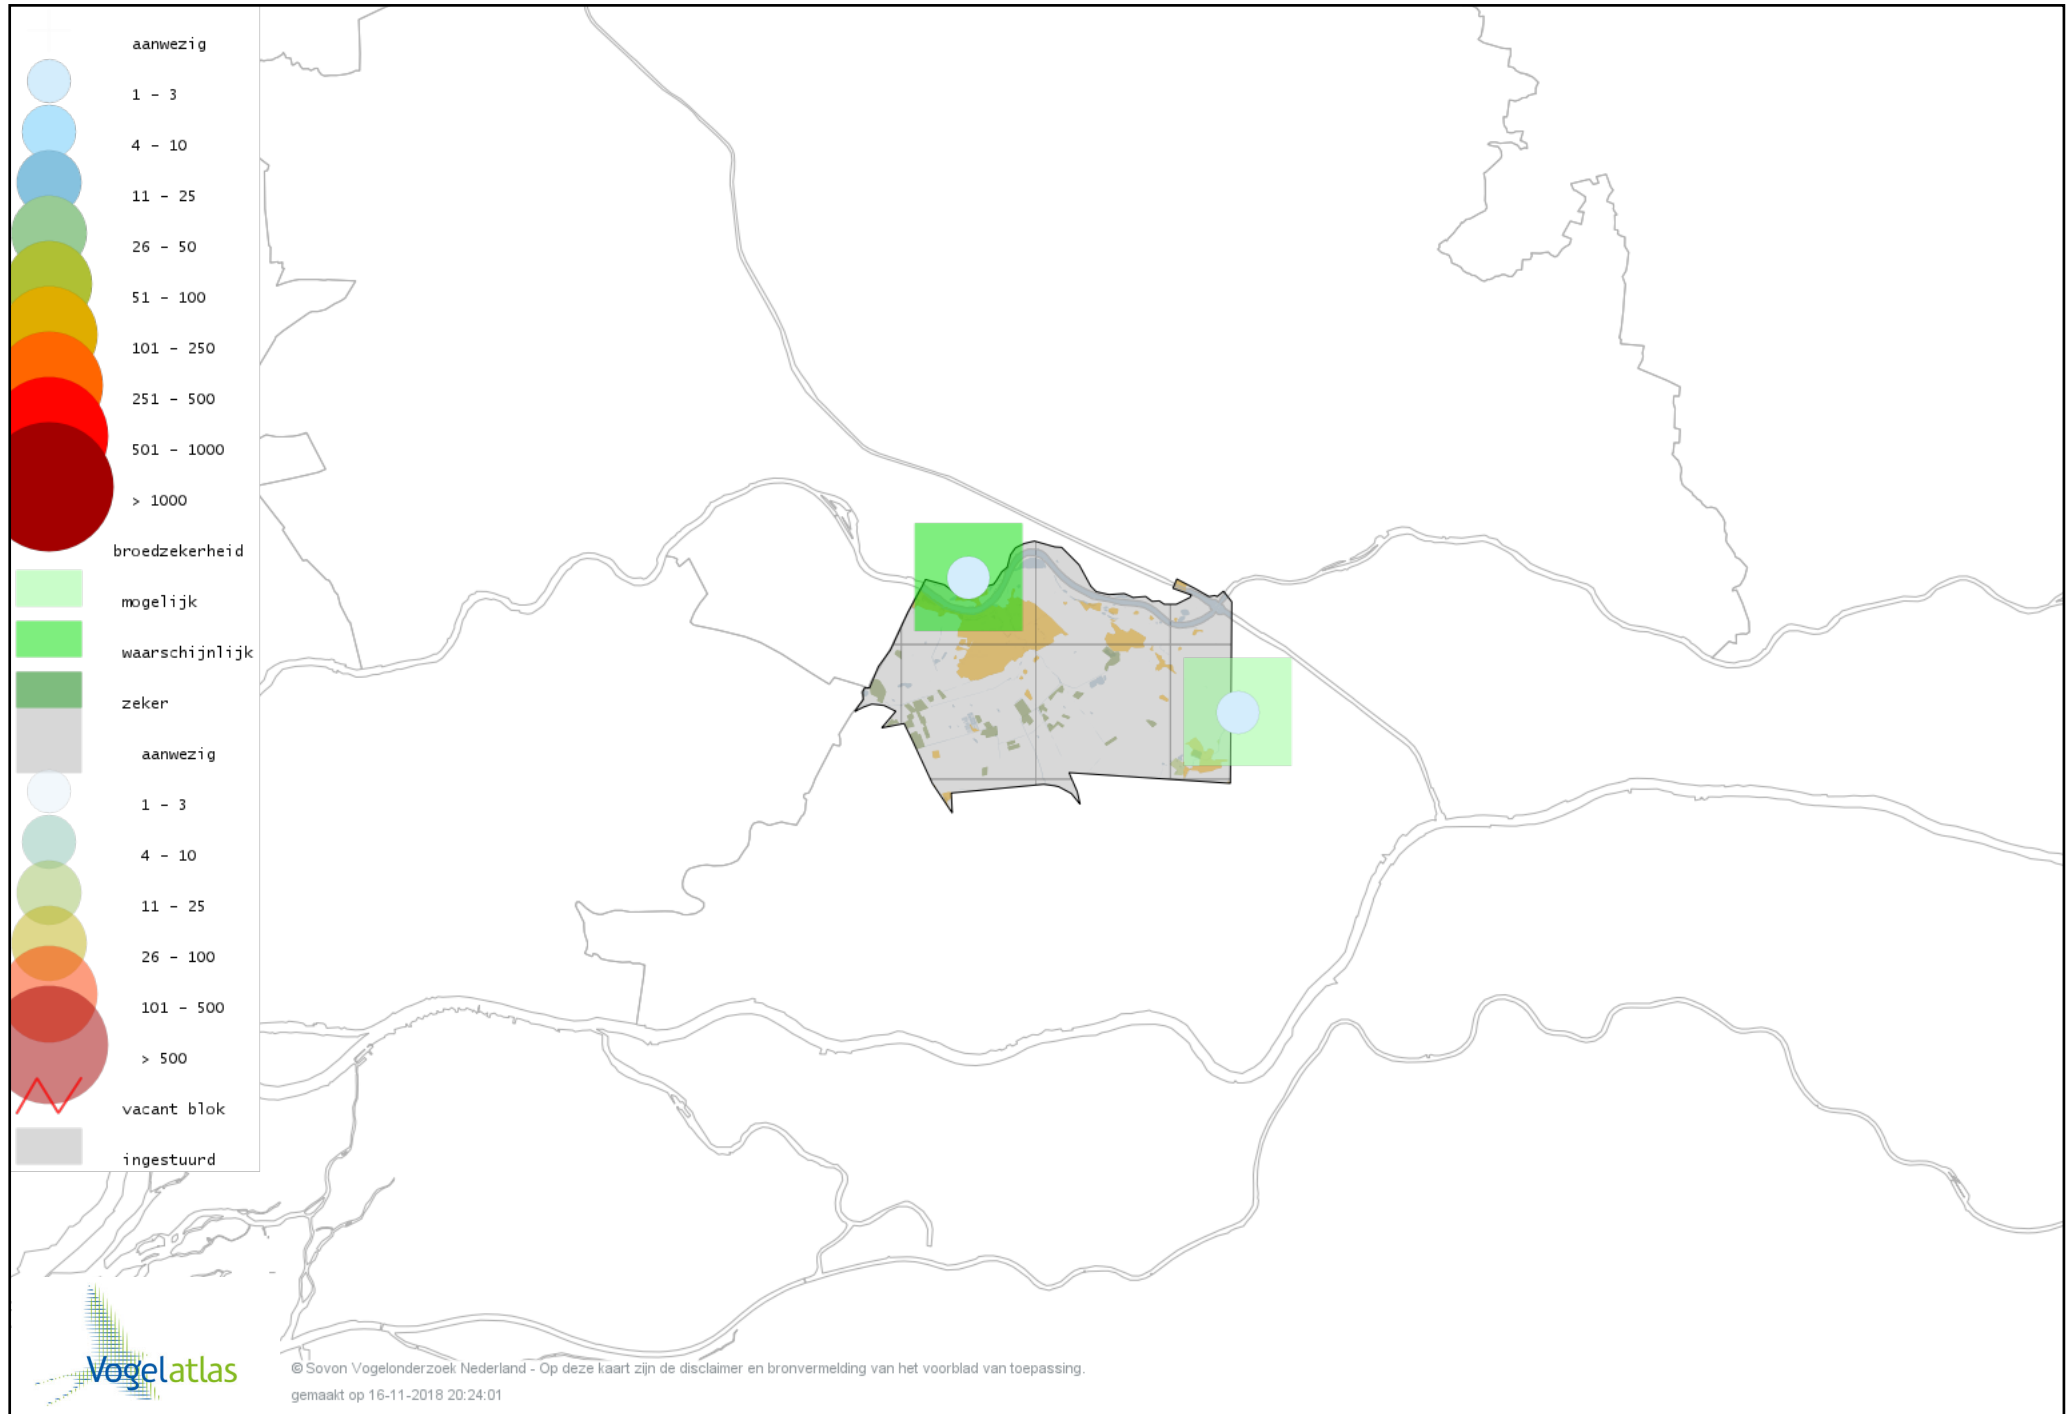 aanwezig
1 - 3
4 - 10
11 - 25
26 - 50
51 - 100
101 - 250
251 - 500
501 - 1000
> 1000
broedzekerheid
mogelijk
waarschijnlijk
zeker
aanwezig
1 - 3
4 - 10
11 - 25
26 - 100
101 - 500
> 500
vacant blok
ingestuurd
Vogelatlas
© Sovon Vogelonderzoek Nederland - Op deze kaart zijn de disclaimer en bronvermelding van het voorblad van toepassing.
gemaakt op 16-11-2018 20:24:01